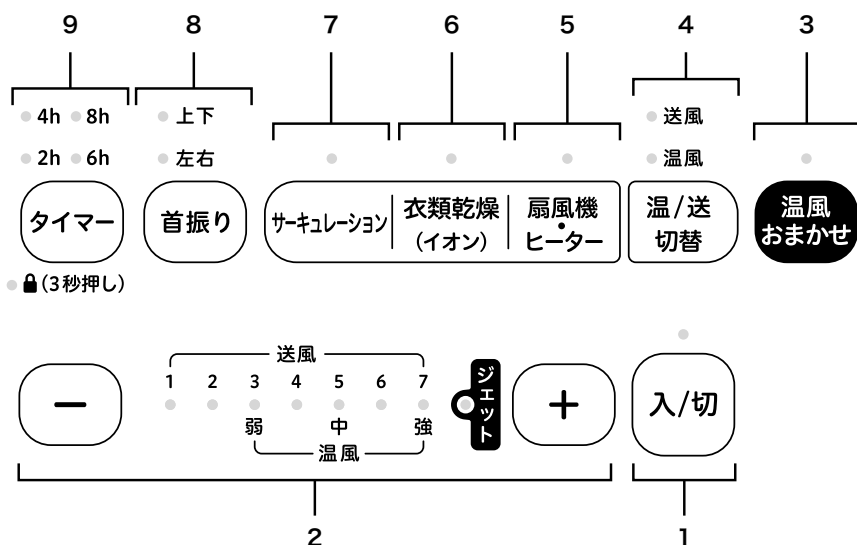 9 8 7 6 5 4 3
4h 8h 上下 送風
2h 6h 左右 温風
タイマー 首振り サーキュレーション 衣類乾燥 扇風機 温/送 温風
(イオン) ・ヒーター 切替 おまかせ
(3秒押し)
送風
1 2 3 4 5 6 7 ジェット
− + 入/切
弱 中 強
温風
2 1